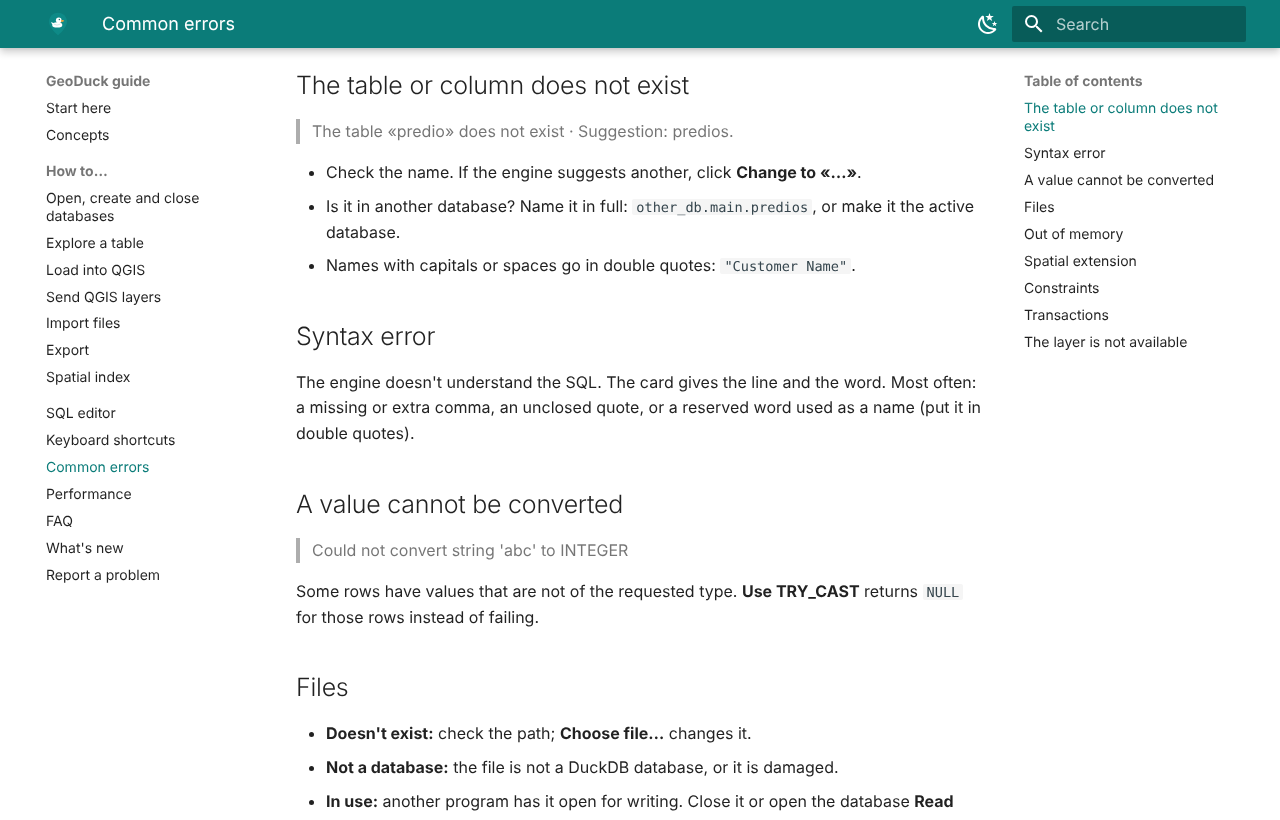 Common errors
Search
GeoDuck guide
Start here
Concepts
How to...
Open, create and close
databases
Explore a table
Load into QGIS
Send QGIS layers
Import files
Export
Spatial index
SQL editor
Keyboard shortcuts
Common errors
Performance
FAQ
What's new
Report a problem
The table or column does not exist
The table «predio» does not exist · Suggestion: predios.
• Check the name. If the engine suggests another, click Change to «…».
• Is it in another database? Name it in full: other_db.main.predios, or make it the active
database.
• Names with capitals or spaces go in double quotes: "Customer Name".
Syntax error
The engine doesn't understand the SQL. The card gives the line and the word. Most often:
a missing or extra comma, an unclosed quote, or a reserved word used as a name (put it in
double quotes).
A value cannot be converted
Could not convert string 'abc' to INTEGER
Some rows have values that are not of the requested type. Use TRY_CAST returns NULL
for those rows instead of failing.
Files
• Doesn't exist: check the path; Choose file… changes it.
• Not a database: the file is not a DuckDB database, or it is damaged.
• In use: another program has it open for writing. Close it or open the database Read
Table of contents
The table or column does not
exist
Syntax error
A value cannot be converted
Files
Out of memory
Spatial extension
Constraints
Transactions
The layer is not available